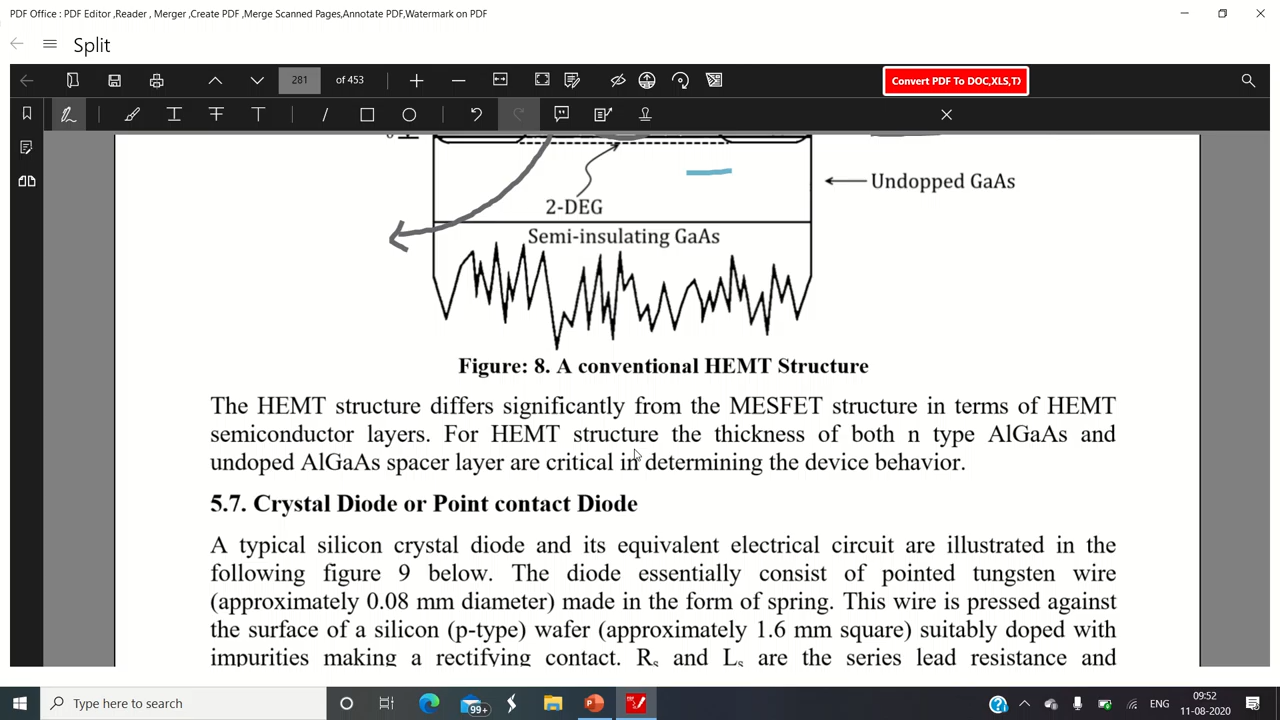 PDF Office : PDF Editor ,Reader , Merger ,Create PDF ,Merge Scanned Pages,Annotate PDF,Watermark on PDF
Split
281 of 453
Convert PDF To DOC,XLS,TX
Undopped GaAs
2-DEG
Semi-insulating GaAs
Figure: 8. A conventional HEMT Structure
The HEMT structure differs significantly from the MESFET structure in terms of HEMT
semiconductor layers. For HEMT structure the thickness of both n type AlGaAs and
undoped AlGaAs spacer layer are critical in determining the device behavior.
5.7. Crystal Diode or Point contact Diode
A typical silicon crystal diode and its equivalent electrical circuit are illustrated in the
following figure 9 below. The diode essentially consist of pointed tungsten wire
(approximately 0.08 mm diameter) made in the form of spring. This wire is pressed against
the surface of a silicon (p-type) wafer (approximately 1.6 mm square) suitably doped with
impurities making a rectifying contact. Rs and Ls are the series lead resistance and
Type here to search
99+
ENG
09:52
11-08-2020